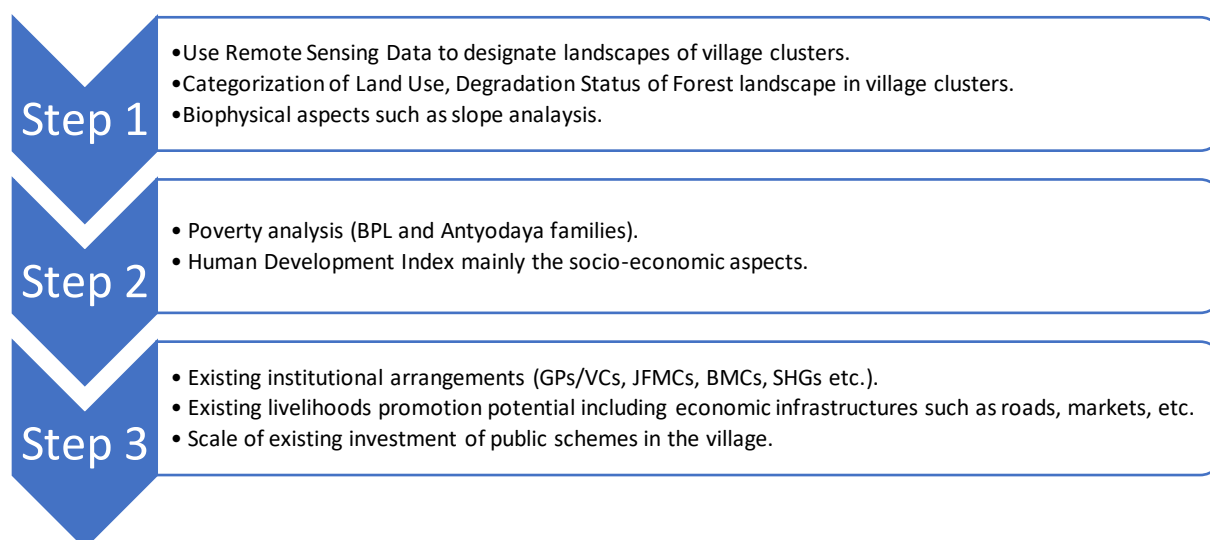 Step 1
•Use Remote Sensing Data to designate landscapes of village clusters.
•Categorization of Land Use, Degradation Status of Forest landscape in village clusters.
•Biophysical aspects such as slope analaysis.
Step 2
• Poverty analysis (BPL and Antyodaya families).
• Human Development Index mainly the socio-economic aspects.
Step 3
• Existing institutional arrangements (GPs/VCs, JFMCs, BMCs, SHGs etc.).
• Existing livelihoods promotion potential including economic infrastructures such as roads, markets, etc.
• Scale of existing investment of public schemes in the village.